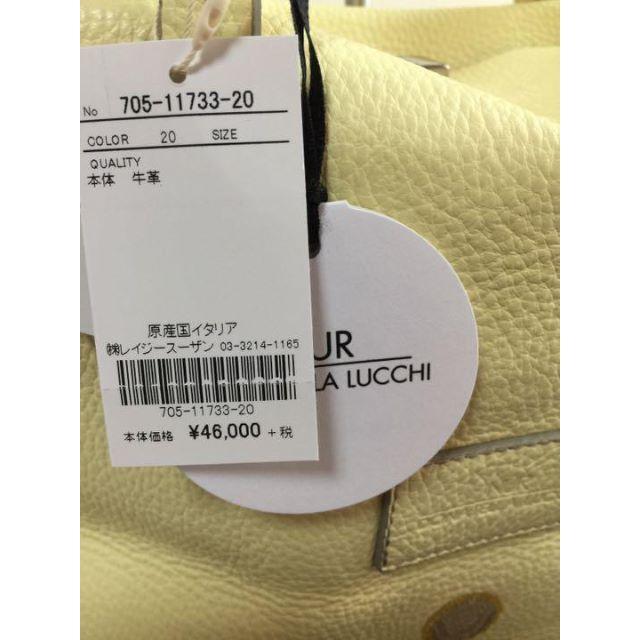 No 705-11733-20
COLOR 20 SIZE
QUALITY
本体 牛革
原産国イタリア
㈱レイジースーザン 03-3214-1165
705-11733-20
本体価格 ¥46,000 +税
UR
LA LUCCHI